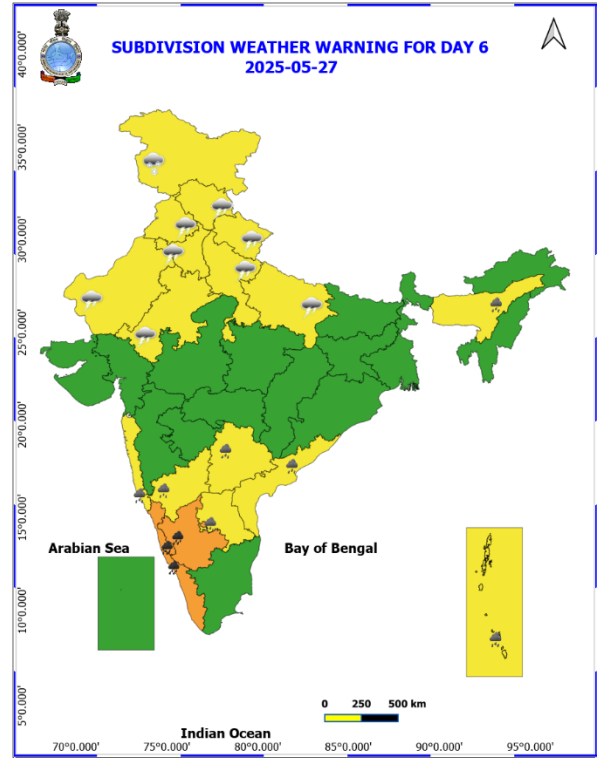 SUBDIVISION WEATHER WARNING FOR DAY 6
2025-05-27
40°0.000'
35°0.000'
30°0.000'
25°0.000'
20°0.000'
15°0.000'
10°0.000'
5°0.000'
Arabian Sea
Bay of Bengal
0 250 500 km
Indian Ocean
70°0.000' 75°0.000' 80°0.000' 85°0.000' 90°0.000' 95°0.000'